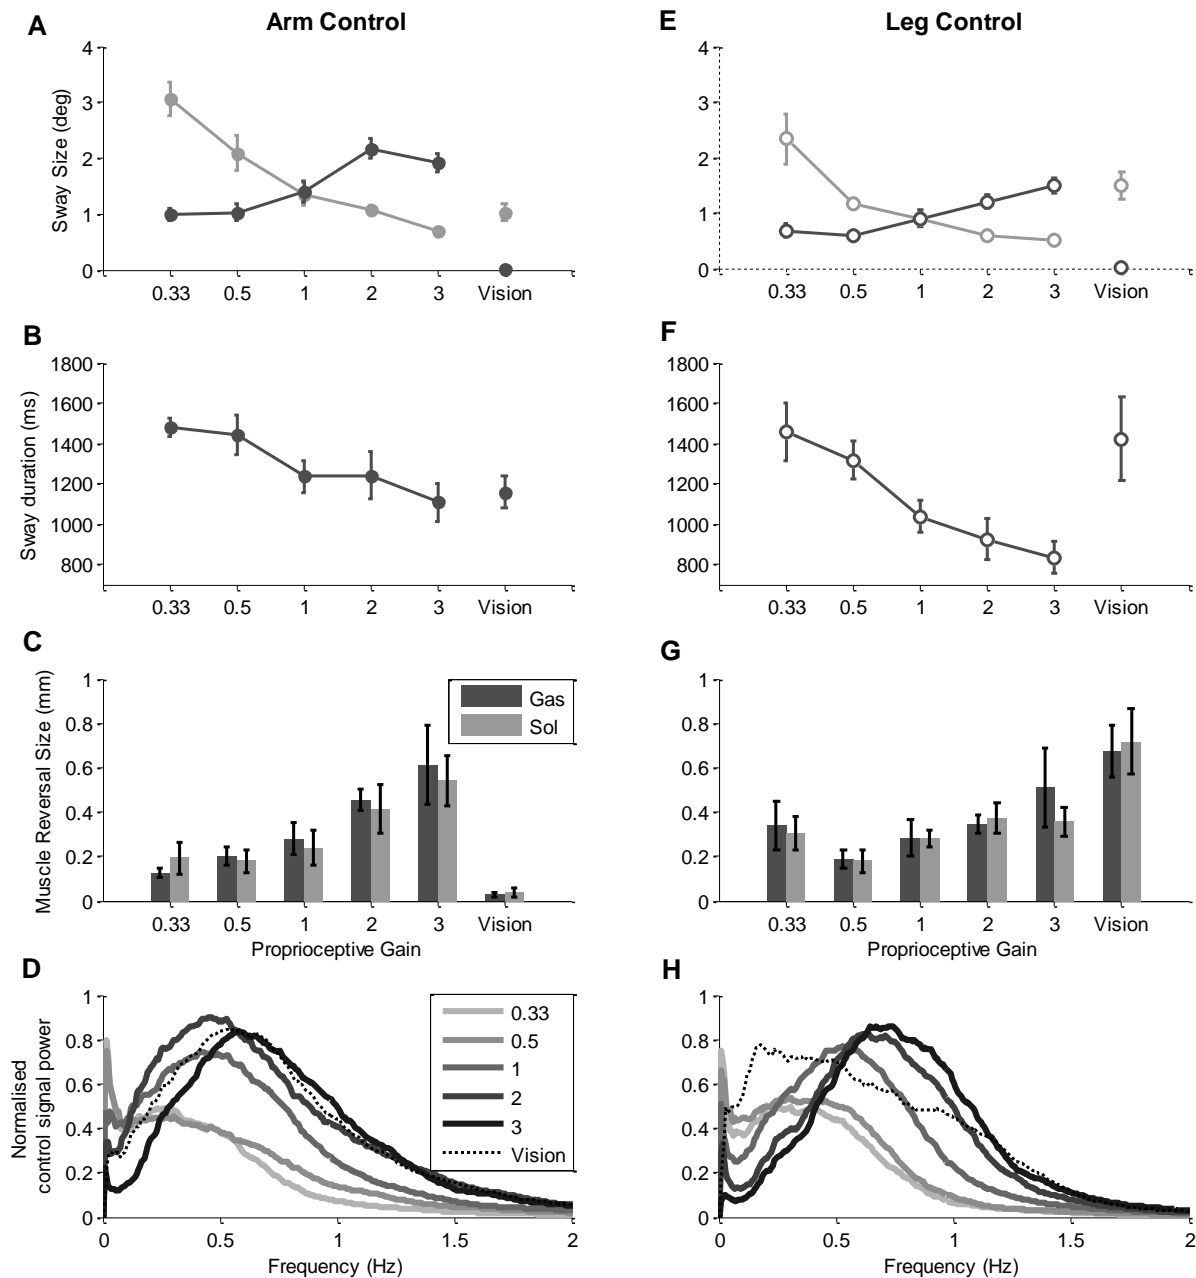 A
Arm Control
Sway Size (deg)
4
3
2
1
0
0.33 0.5 1 2 3 Vision
B
Sway duration (ms)
1800
1600
1400
1200
1000
800
0.33 0.5 1 2 3 Vision
C
Muscle Reversal Size (mm)
1
0.8
0.6
0.4
0.2
0
Gas
Sol
0.33 0.5 1 2 3 Vision
Proprioceptive Gain
D
Normalised
control signal power
1
0.8
0.6
0.4
0.2
0
0.33
0.5
1
2
3
Vision
0 0.5 1 1.5 2
Frequency (Hz)
E
Leg Control
4
3
2
1
0
0.33 0.5 1 2 3 Vision
F
1800
1600
1400
1200
1000
800
0.33 0.5 1 2 3 Vision
G
1
0.8
0.6
0.4
0.2
0
0.33 0.5 1 2 3 Vision
Proprioceptive Gain
H
1
0.8
0.6
0.4
0.2
0
0 0.5 1 1.5 2
Frequency (Hz)